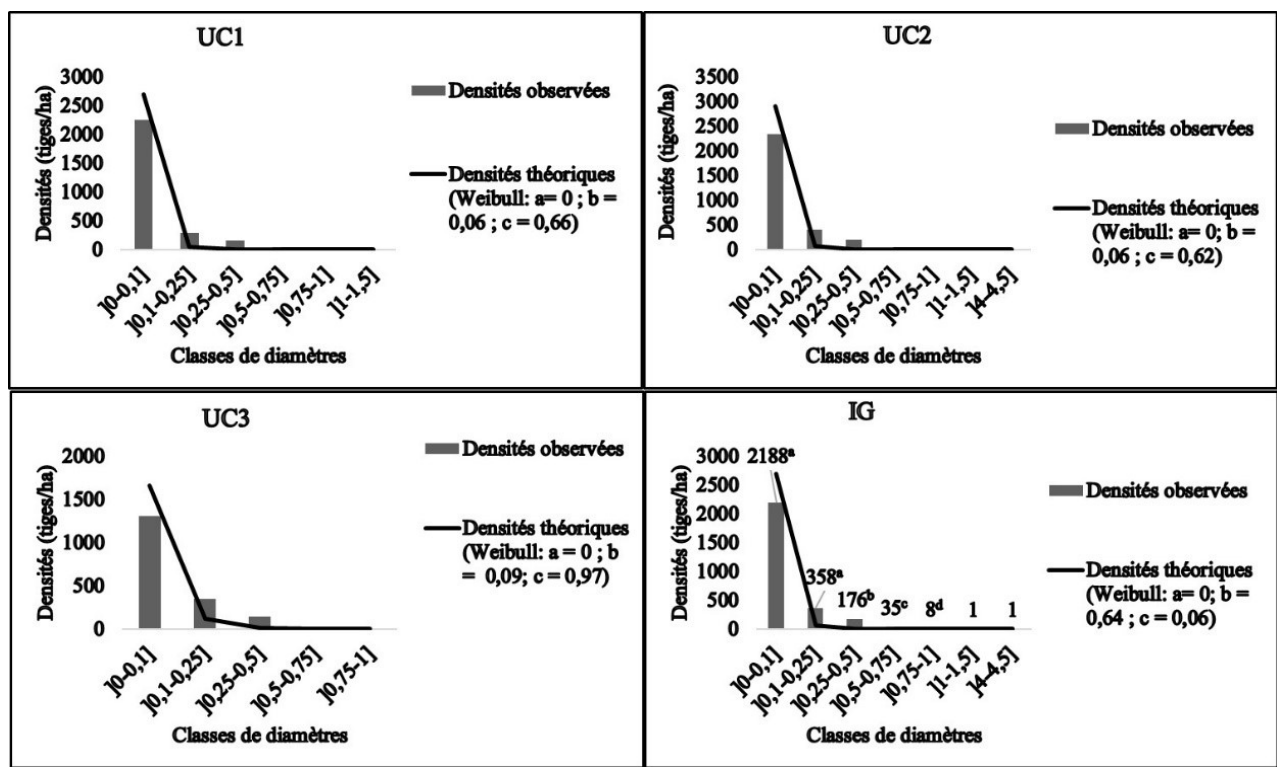 UC1
Densités (tiges/ha)
3000
2500
2000
1500
1000
500
0
]0-0,1]
]0,1-0,25]
]0,25-0,5]
]0,5-0,75]
]0,75-1]
]1-1,5]
Classes de diamètres
Densités observées
Densités théoriques
(Weibull: a= 0 ; b =
0,06 ; c = 0,66)
UC2
Densités (tiges/ha)
3500
3000
2500
2000
1500
1000
500
0
]0-0,1]
]0,1-0,25]
]0,25-0,5]
]0,5-0,75]
]0,75-1]
]1-1,5]
]4-4,5]
Classes de diamètres
Densités observées
Densités théoriques
(Weibull: a= 0; b =
0,06 ; c = 0,62)
UC3
Densités (tiges/ha)
2000
1500
1000
500
0
]0-0,1]
]0,1-0,25]
]0,25-0,5]
]0,5-0,75]
]0,75-1]
Classes de diamètres
Densités observées
Densités théoriques
(Weibull: a = 0 ; b
= 0,09; c = 0,97)
IG
Densités (tiges/ha)
3000
2500
2000
1500
1000
500
0
2188ᵃ
358ᵃ
176ᵇ
35ᶜ
8ᵈ
1
1
]0-0,1]
]0,1-0,25]
]0,25-0,5]
]0,5-0,75]
]0,75-1]
]1-1,5]
]4-4,5]
Classes de diamètres
Densités observées
Densités théoriques
(Weibull: a= 0; b =
0,64 ; c = 0,06)